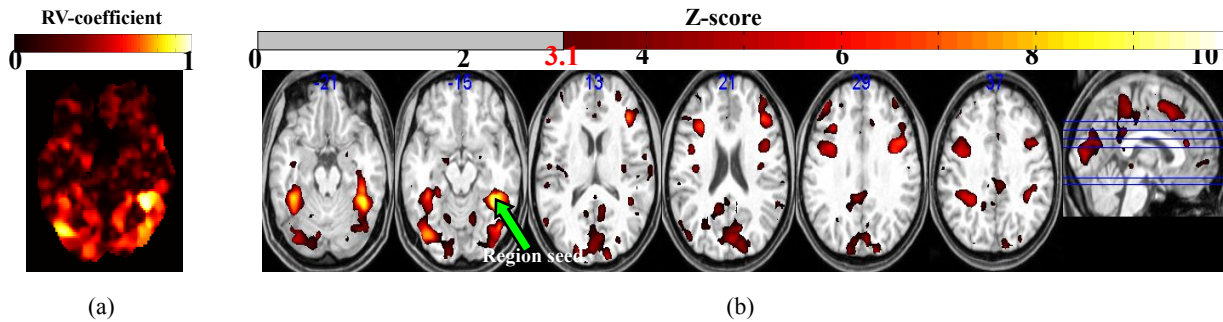 RV-coefficient
0 1
Z-score
0 2 3.1 4 6 8 10
-21 -15 13 21 29 37
Region seed
(a) (b)